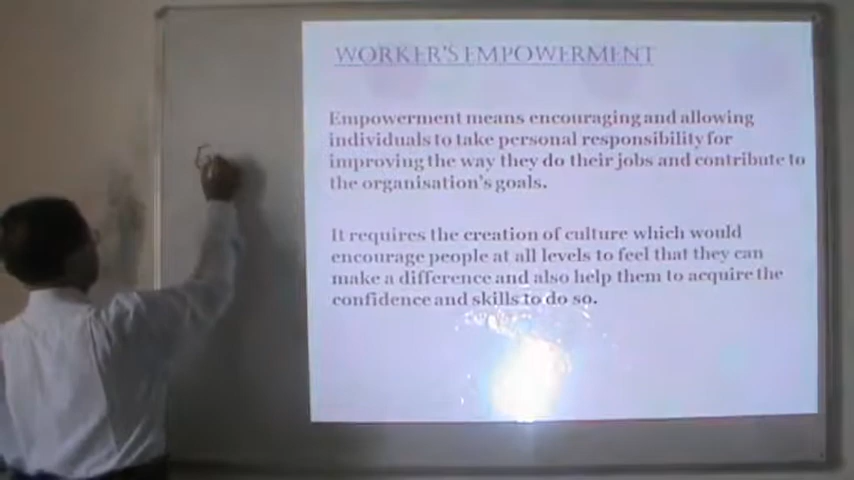 WORKER'S EMPOWERMENT
Empowerment means encouraging and allowing
individuals to take personal responsibility for
improving the way they do their jobs and contribute to
the organisation's goals.
It requires the creation of culture which would
encourage people at all levels to feel that they can
make a difference and also help them to acquire the
confidence and skills to do so.